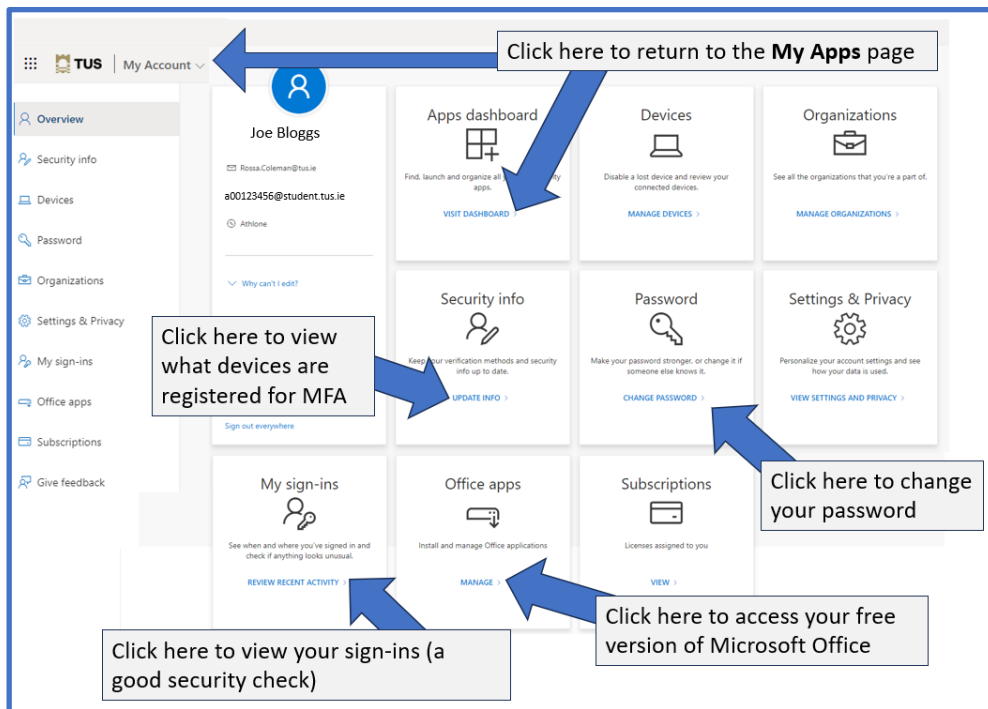 Click here to return to the My Apps page
TUS | My Account
Overview
Security info
Devices
Password
Organizations
Settings & Privacy
My sign-ins
Office apps
Subscriptions
Give feedback
Joe Bloggs
Rossa.Coleman@tus.ie
a00123456@student.tus.ie
Athlone
Why can't I edit?
Sign out everywhere
Apps dashboard
Find, launch and organize all
apps.
VISIT DASHBOARD >
Devices
Disable a lost device and review your
connected devices.
MANAGE DEVICES >
Organizations
See all the organizations that you're a part of.
MANAGE ORGANIZATIONS >
Click here to view
what devices are
registered for MFA
Security info
Keep your verification methods and security
info up to date.
UPDATE INFO >
Password
Make your password stronger, or change it if
someone else knows it.
CHANGE PASSWORD >
Settings & Privacy
Personalize your account settings and see
how your data is used.
VIEW SETTINGS AND PRIVACY >
Click here to change
your password
My sign-ins
See when and where you've signed in and
check if anything looks unusual.
REVIEW RECENT ACTIVITY >
Office apps
Install and manage Office applications
MANAGE >
Subscriptions
Licenses assigned to you
VIEW >
Click here to access your free
version of Microsoft Office
Click here to view your sign-ins (a
good security check)